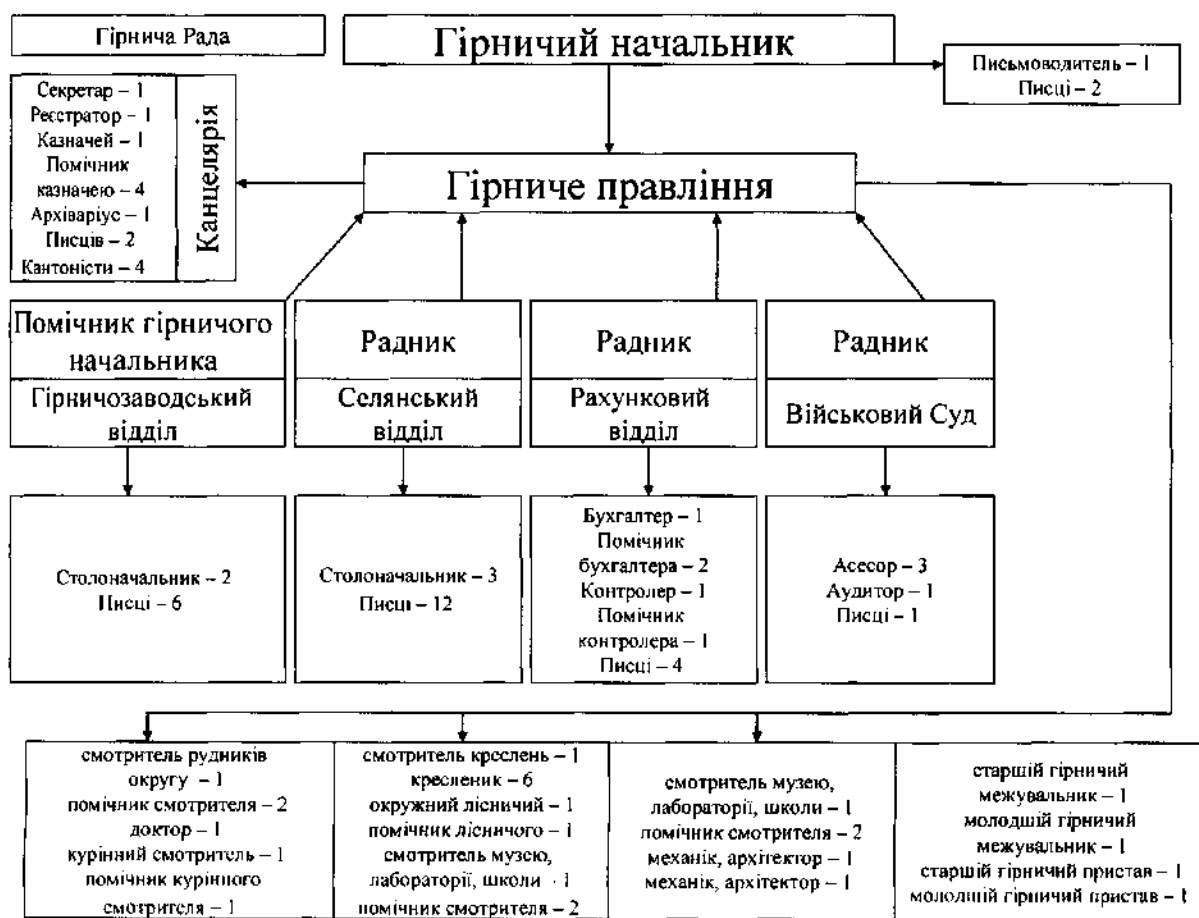 Гірнича Рада
Гірничий начальник
Письмоводитель – 1
Писці – 2
Секретар – 1
Реєстратор – 1
Казначей – 1
Помічник
казначею – 4
Архіваріус – 1
Писців – 2
Кантоністи – 4
Канцелярія
Гірниче правління
Помічник гірничого
начальника
Гірничозаводський
відділ
Радник
Селянський
відділ
Радник
Рахунковий
відділ
Радник
Військовий Суд
Столоначальник – 2
Писці – 6
Столоначальник – 3
Писці – 12
Бухгалтер – 1
Помічник
бухгалтера – 2
Контролер – 1
Помічник
контролера – 1
Писці – 4
Асесор – 3
Аудитор – 1
Писці – 1
смотритель рудників
округу – 1
помічник смотрителя – 2
доктор – 1
курінний смотритель – 1
помічник курінного
смотрителя – 1
смотритель креслень – 1
кресленик – 6
окружний лісничий – 1
помічник лісничого – 1
смотритель музею,
лабораторії, школи – 1
помічник смотрителя – 2
смотритель музею,
лабораторії, школи – 1
помічник смотрителя – 2
механік, архітектор – 1
механік, архітектор – 1
старшій гірничий
межувальник – 1
молодшій гірничий
межувальник – 1
старшій гірничий пристав – 1
молодшій гірничий пристав – 1